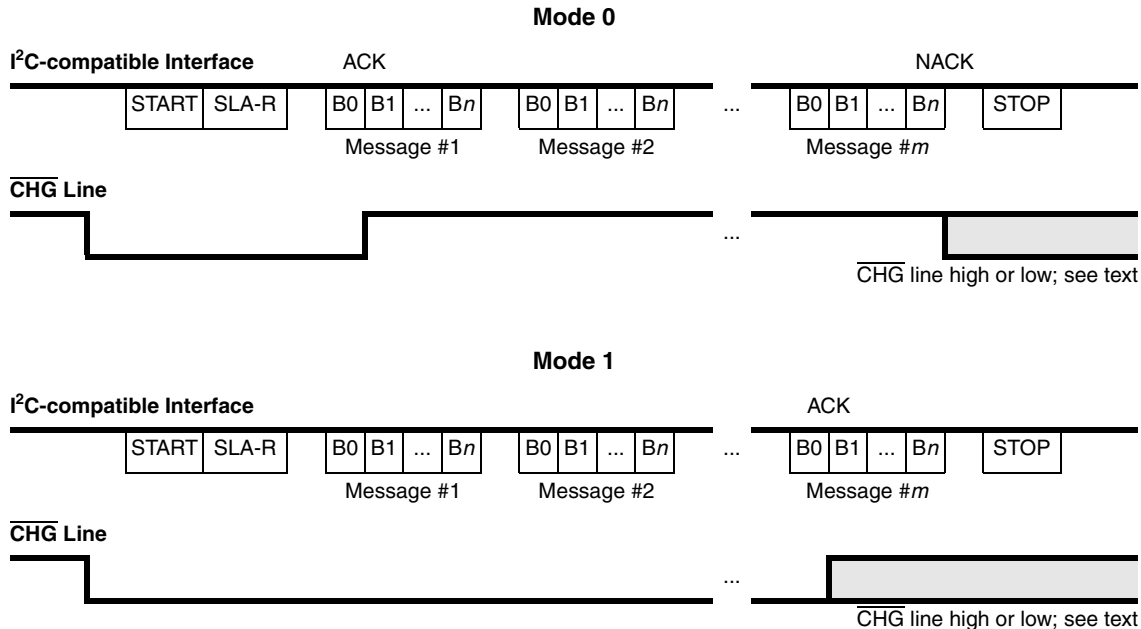 Mode 0
I²C-compatible Interface ACK NACK
START SLA-R B0 B1 ... Bn B0 B1 ... Bn ... B0 B1 ... Bn STOP
Message #1 Message #2 Message #m
CHG Line
...
CHG line high or low; see text
Mode 1
I²C-compatible Interface ACK
START SLA-R B0 B1 ... Bn B0 B1 ... Bn ... B0 B1 ... Bn STOP
Message #1 Message #2 Message #m
CHG Line
...
CHG line high or low; see text